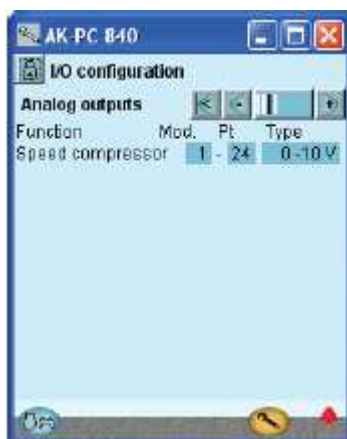 AK-PC 840
I/O configuration
Analog outputs
Function Mod. Pt Type
Speed compressor 1 - 24 0-10 V